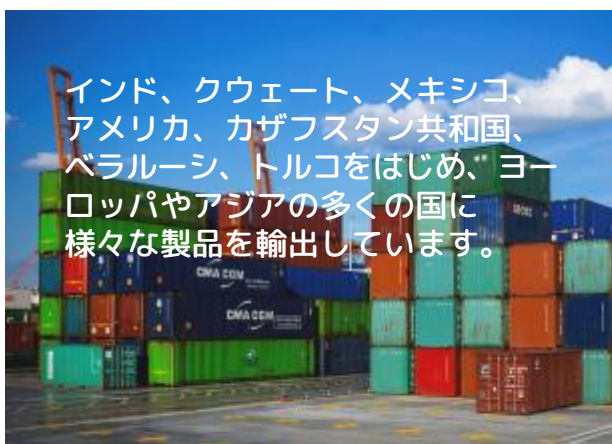 インド、クウェート、メキシコ、
アメリカ、カザフスタン共和国、
ベラルーシ、トルコをはじめ、ヨー
ロッパやアジアの多くの国に
様々な製品を輸出しています。
CMA CGM
CMA CGM